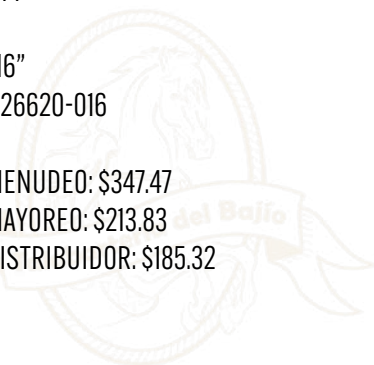 16”
26620-016
MENUDEO: $347.47
MAYOREO: $213.83
DISTRIBUIDOR: $185.32
del Bajío